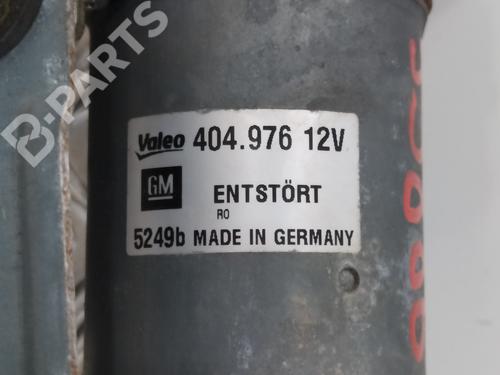 B-PARTS
Valeo 404.976 12V
GM ENTSTÖRT
RO
5249b MADE IN GERMANY